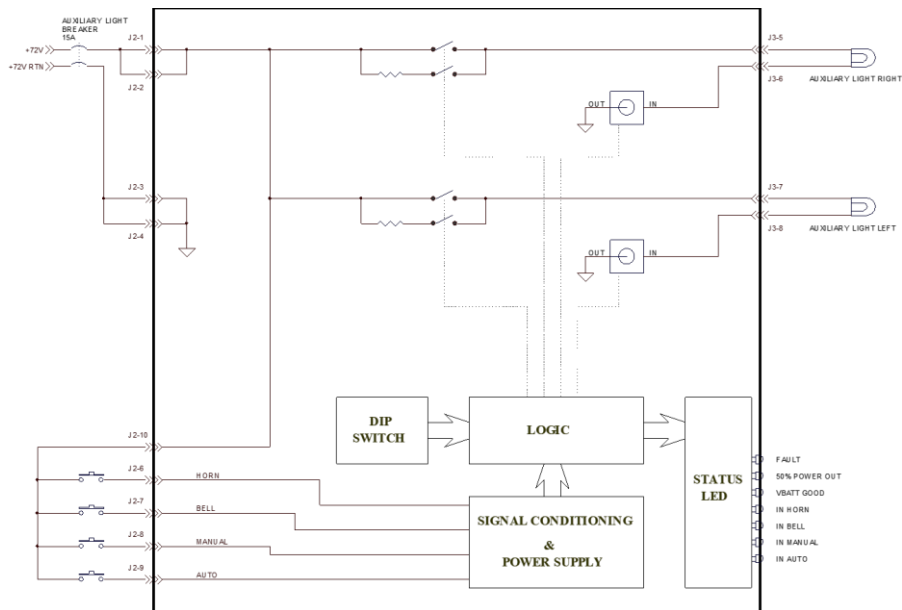 AUXILIARY LIGHT
BREAKER
15A
+72V
+72V RTN
J2-1
J2-2
J3-5
J3-6
AUXILIARY LIGHT RIGHT
OUT
IN
J2-3
J2-4
J3-7
J3-8
AUXILIARY LIGHT LEFT
OUT
IN
DIP
SWITCH
LOGIC
STATUS
LED
SIGNAL CONDITIONING
&
POWER SUPPLY
J2-10
J2-6
HORN
J2-7
BELL
J2-8
MANUAL
J2-9
AUTO
FAULT
50% POWER OUT
VBATT GOOD
IN HORN
IN BELL
IN MANUAL
IN AUTO